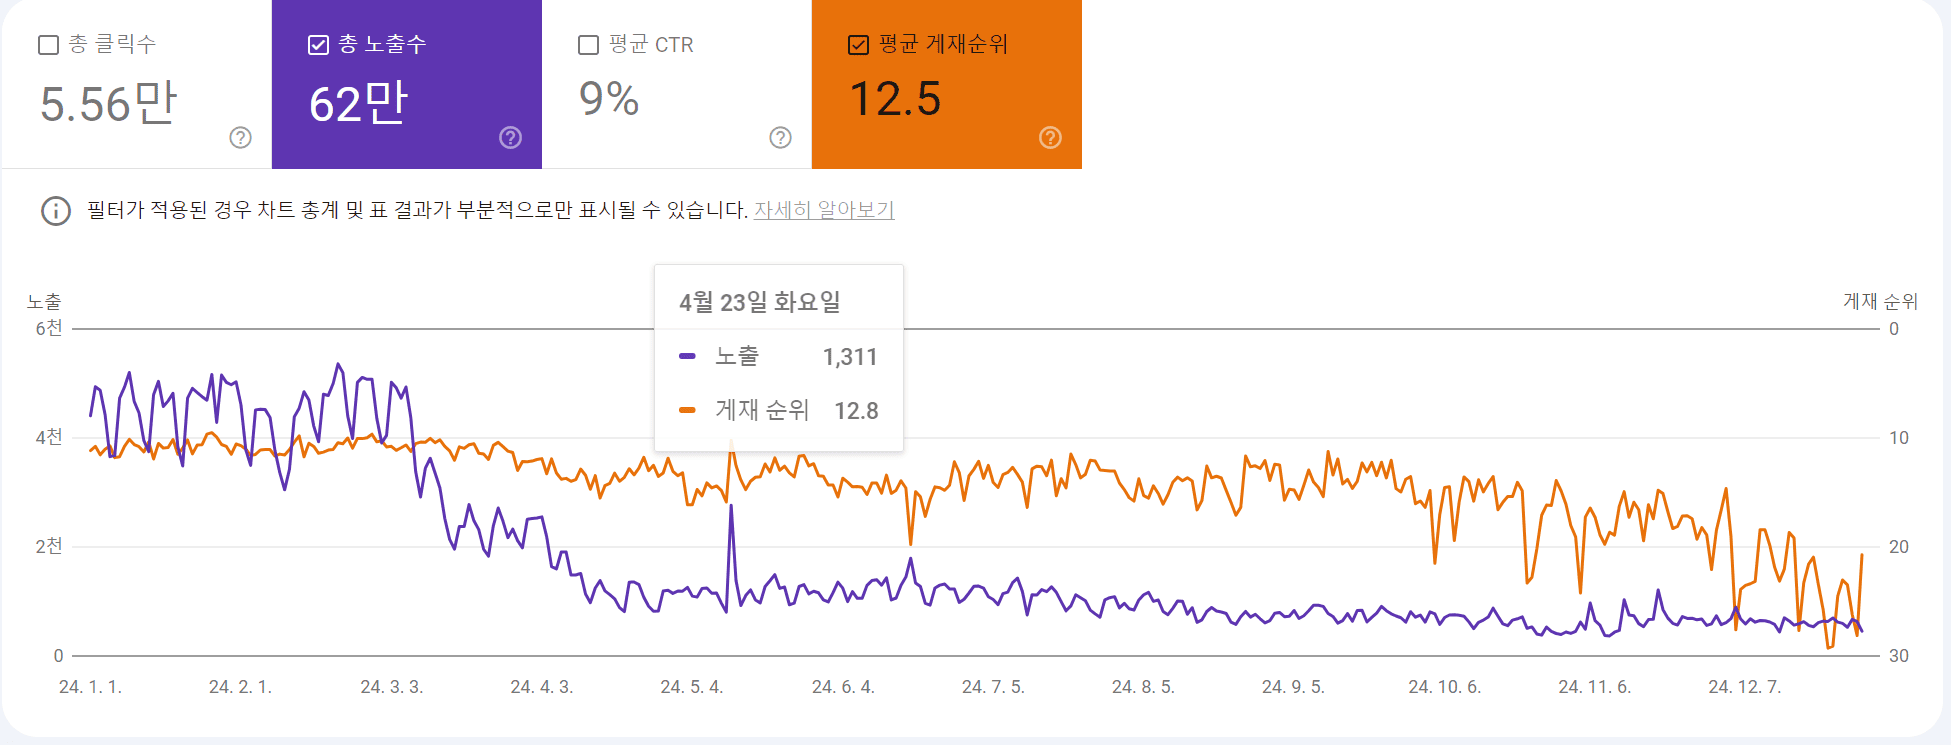 총 클릭수
5.56만
총 노출수
62만
평균 CTR
9%
평균 게재순위
12.5
필터가 적용된 경우 차트 총계 및 표 결과가 부분적으로만 표시될 수 있습니다. 자세히 알아보기
노출
게재 순위
6천
4천
2천
0
0
10
20
30
4월 23일 화요일
노출 1,311
게재 순위 12.8
24. 1. 1.
24. 2. 1.
24. 3. 3.
24. 4. 3.
24. 5. 4.
24. 6. 4.
24. 7. 5.
24. 8. 5.
24. 9. 5.
24. 10. 6.
24. 11. 6.
24. 12. 7.